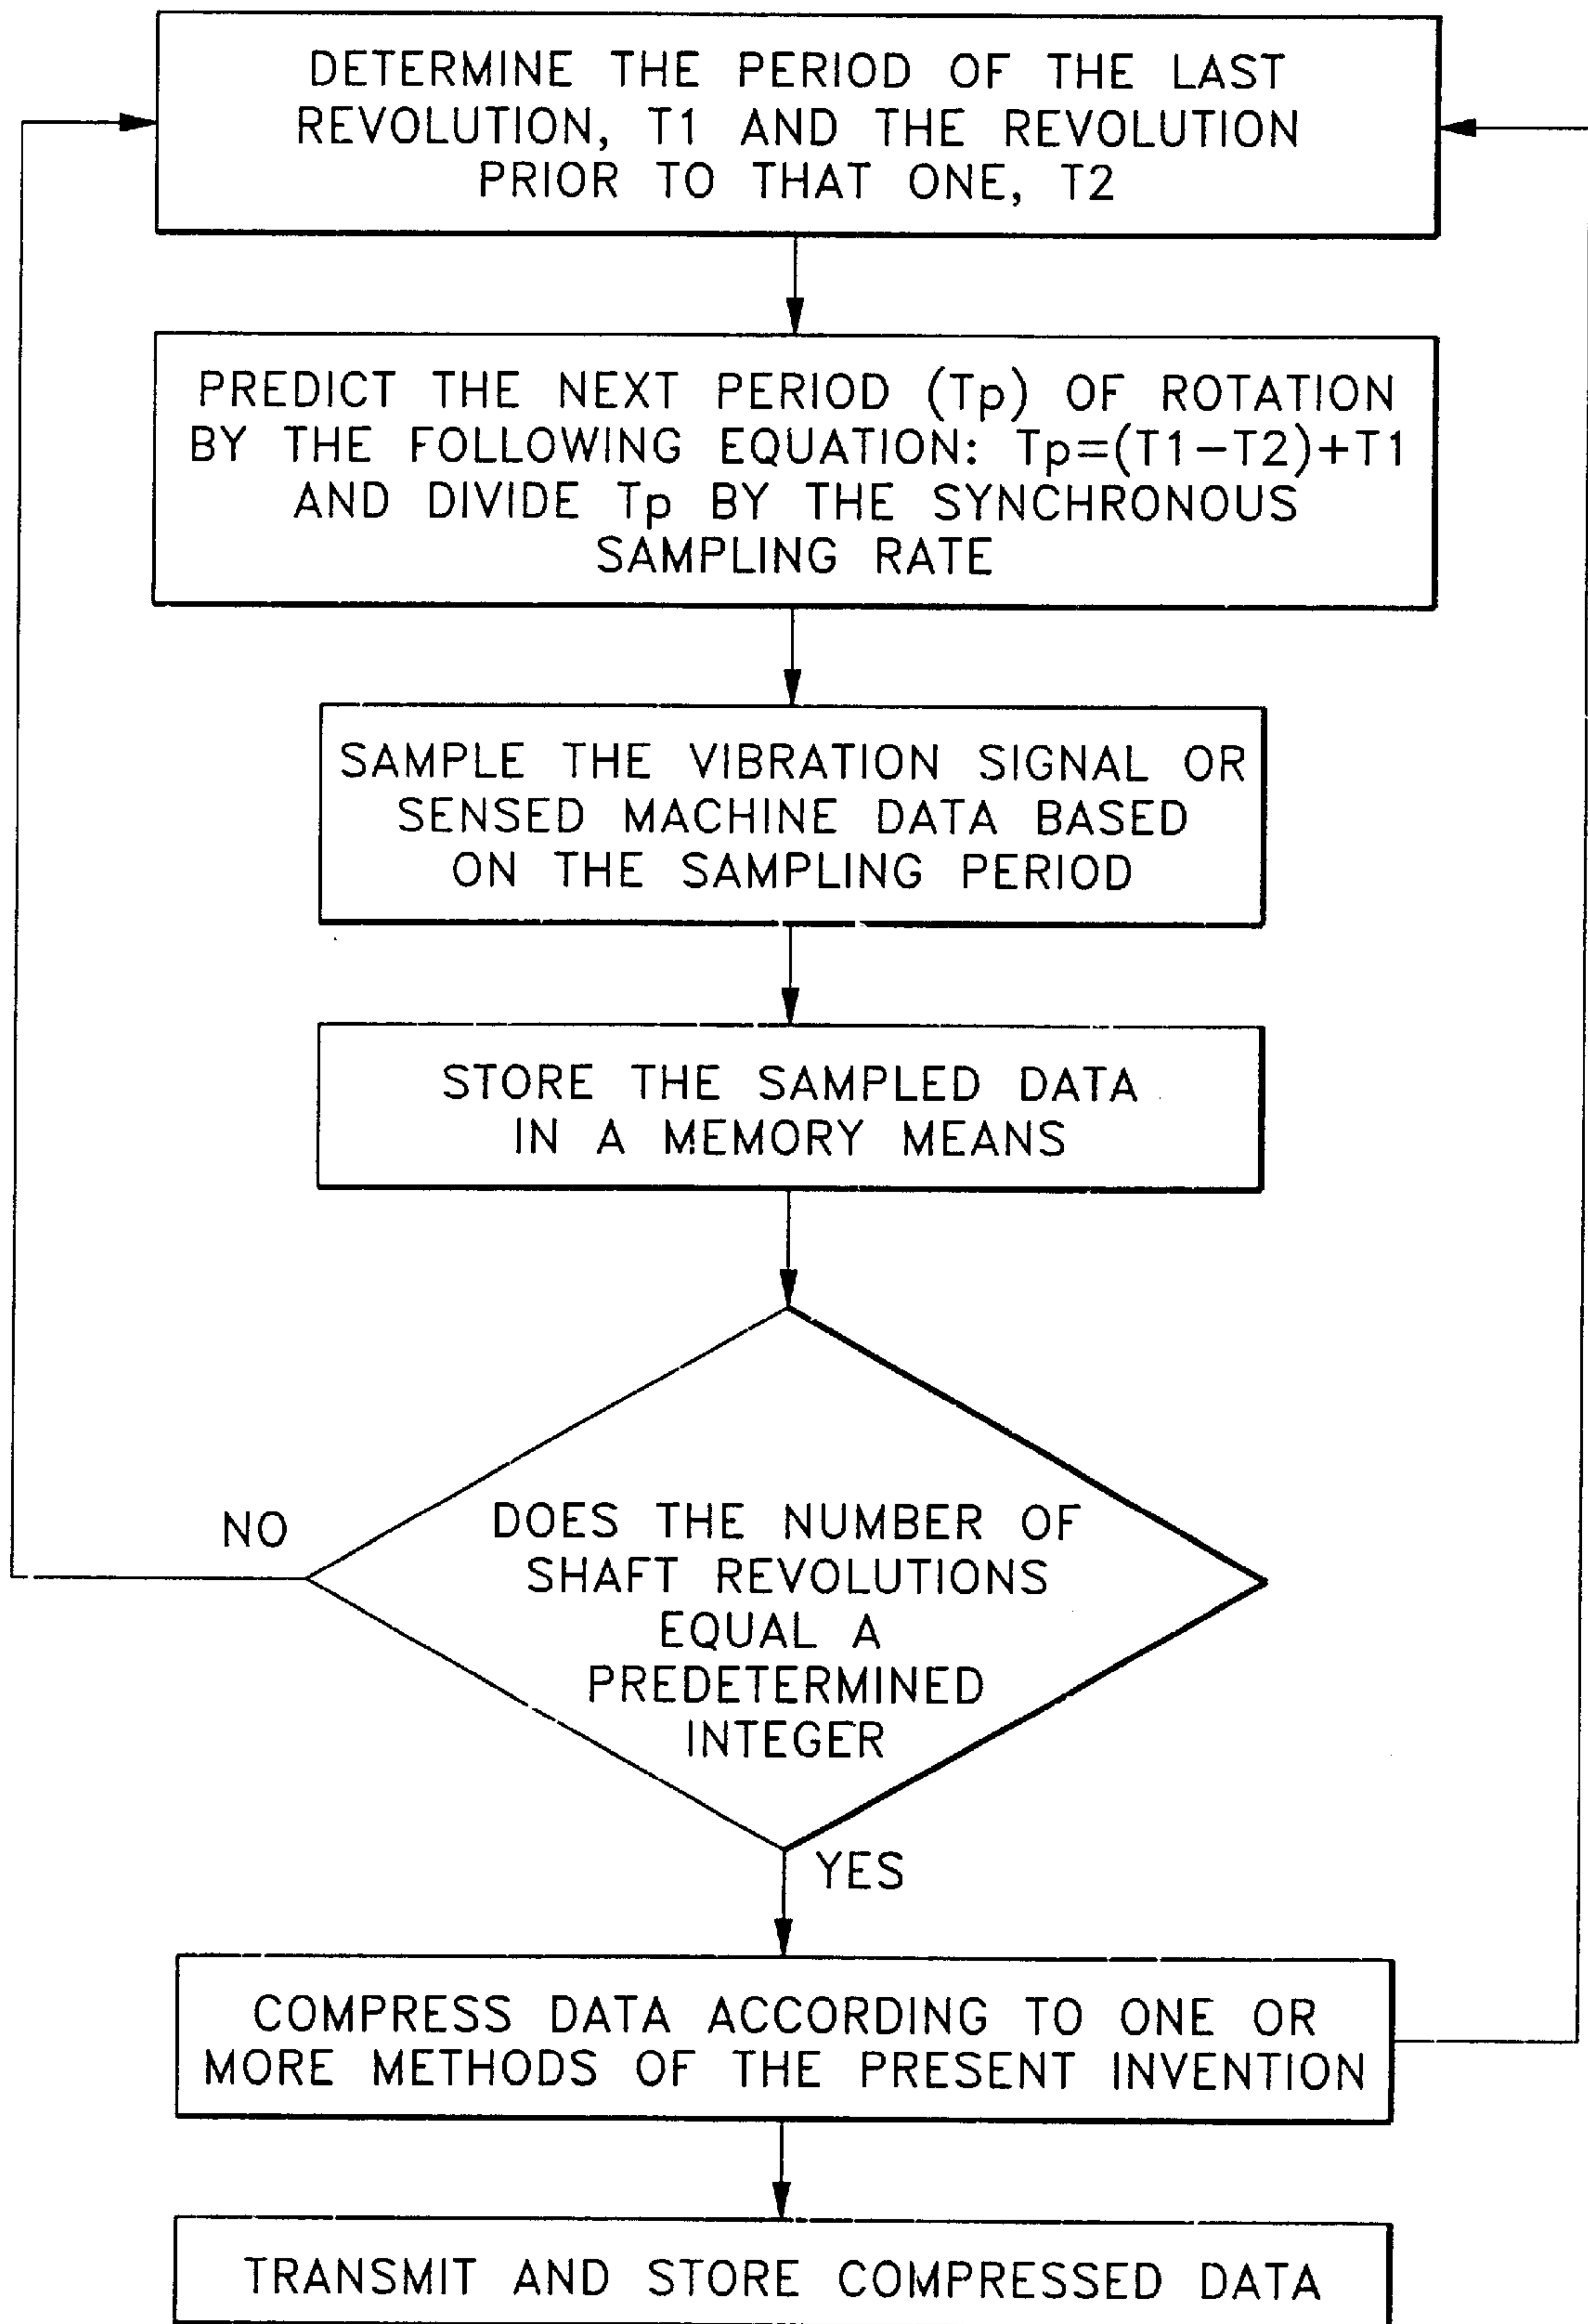 DETERMINE THE PERIOD OF THE LAST
REVOLUTION, T1 AND THE REVOLUTION
PRIOR TO THAT ONE, T2
PREDICT THE NEXT PERIOD (Tp) OF ROTATION
BY THE FOLLOWING EQUATION: Tp=(T1-T2)+T1
AND DIVIDE Tp BY THE SYNCHRONOUS
SAMPLING RATE
SAMPLE THE VIBRATION SIGNAL OR
SENSED MACHINE DATA BASED
ON THE SAMPLING PERIOD
STORE THE SAMPLED DATA
IN A MEMORY MEANS
NO
DOES THE NUMBER OF
SHAFT REVOLUTIONS
EQUAL A
PREDETERMINED
INTEGER
YES
COMPRESS DATA ACCORDING TO ONE OR
MORE METHODS OF THE PRESENT INVENTION
TRANSMIT AND STORE COMPRESSED DATA